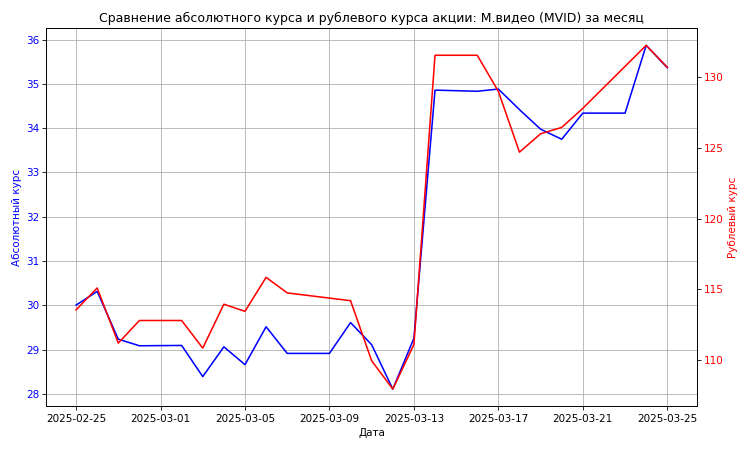 Сравнение абсолютного курса и рублевого курса акции: М.видео (MVID) за месяц
36
35
34
33
32
31
30
29
28
Абсолютный курс
130
125
120
115
110
Рублевый курс
2025-02-25 2025-03-01 2025-03-05 2025-03-09 2025-03-13 2025-03-17 2025-03-21 2025-03-25
Дата